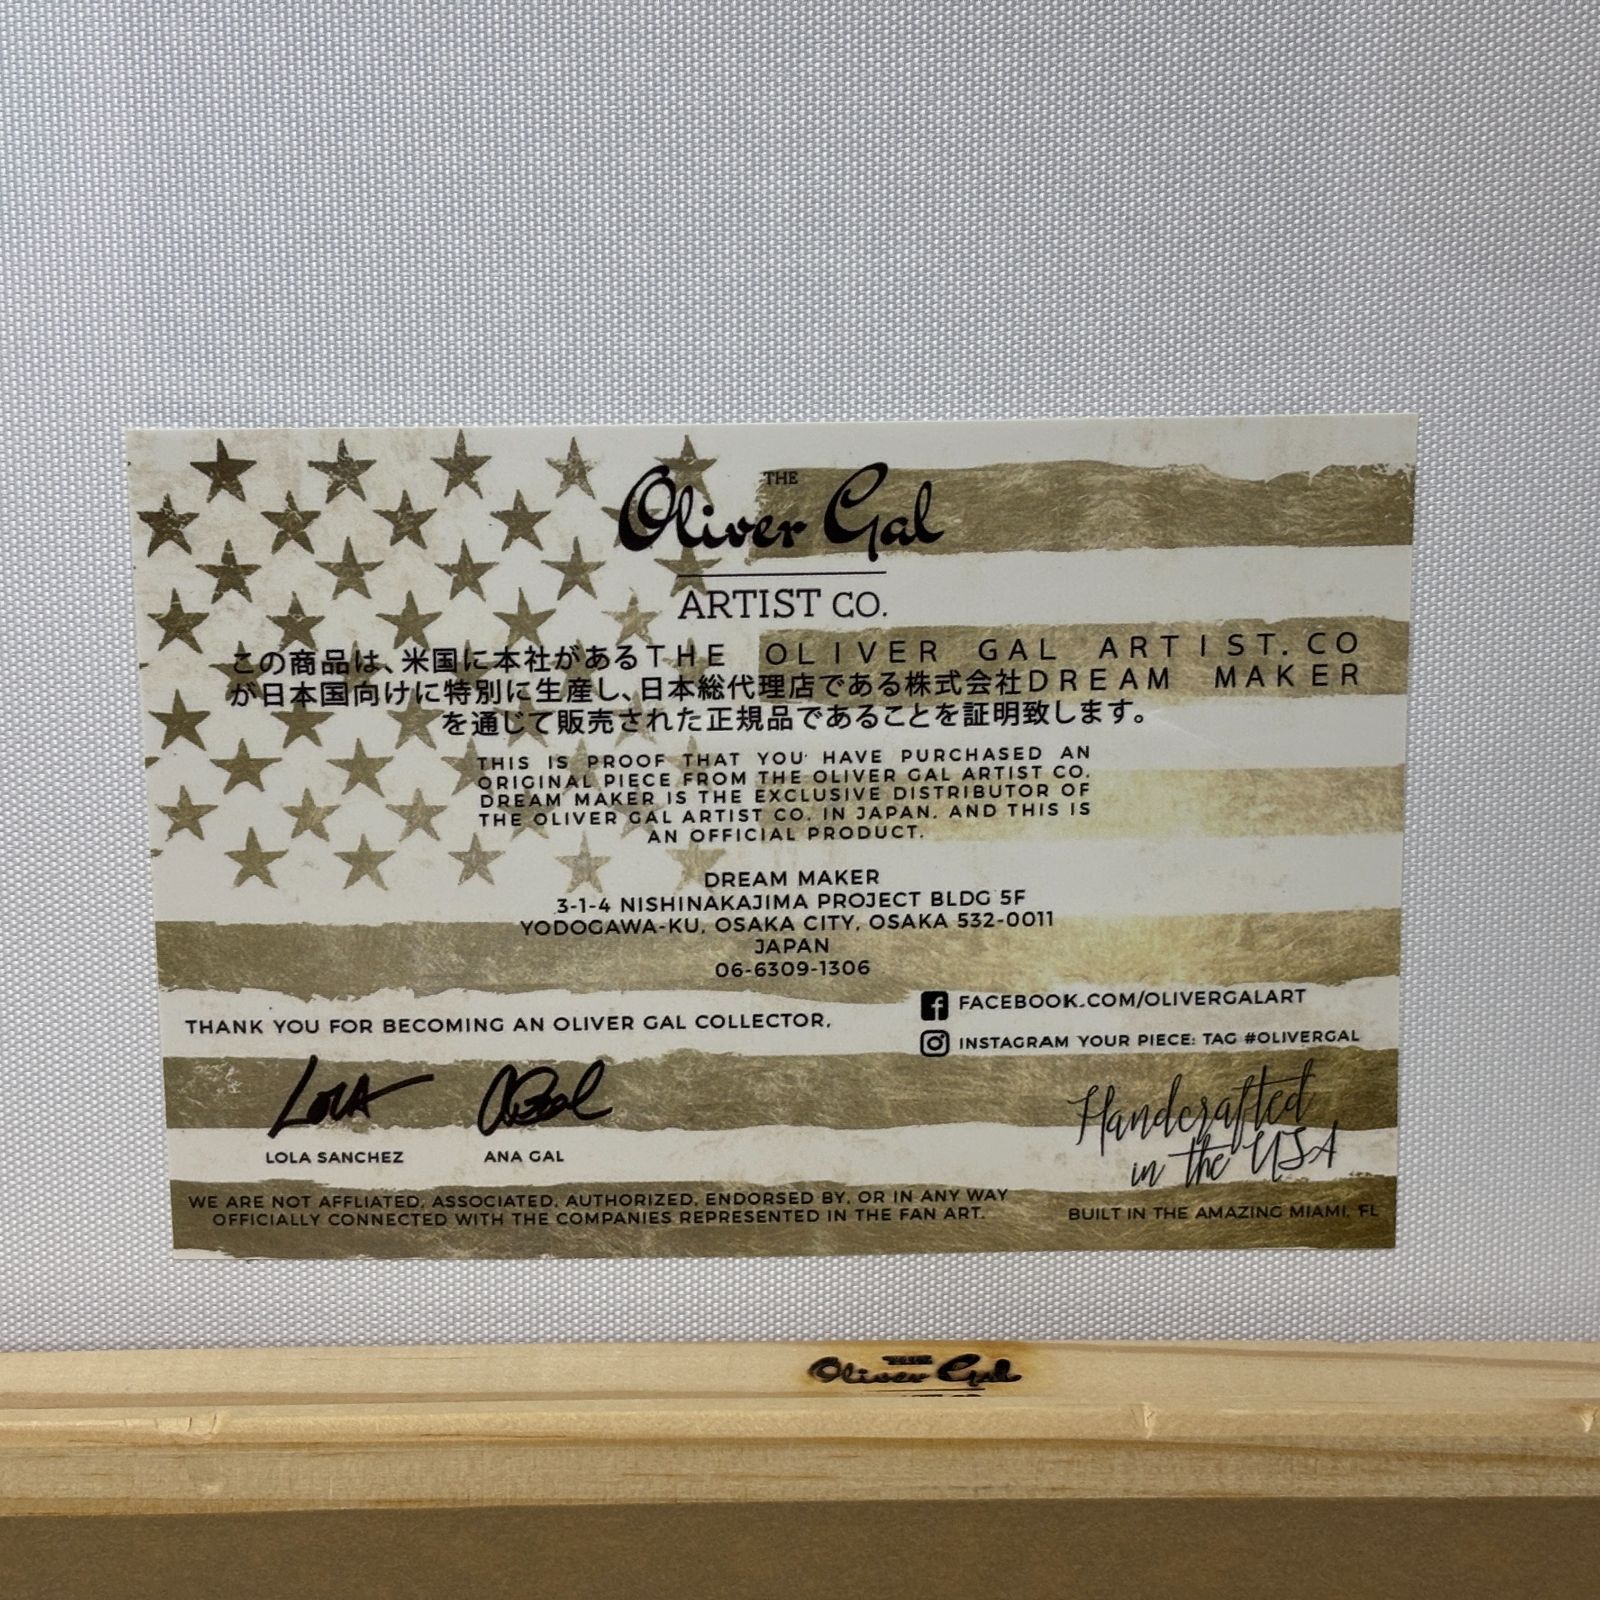 THE
Oliver Gal
ARTIST CO.
この商品は、米国に本社があるTHE OLIVER GAL ARTIST.CO
が日本国向けに特別に生産し、日本総代理店である株式会社DREAM MAKER
を通じて販売された正規品であることを証明致します。
THIS IS PROOF THAT YOU HAVE PURCHASED AN
ORIGINAL PIECE FROM THE OLIVER GAL ARTIST CO.
DREAM MAKER IS THE EXCLUSIVE DISTRIBUTOR OF
THE OLIVER GAL ARTIST CO. IN JAPAN. AND THIS IS
AN OFFICIAL PRODUCT.
DREAM MAKER
3-1-4 NISHINAKAJIMA PROJECT BLDG 5F
YODOGAWA-KU, OSAKA CITY, OSAKA 532-0011
JAPAN
06-6309-1306
THANK YOU FOR BECOMING AN OLIVER GAL COLLECTOR,
FACEBOOK.COM/OLIVERGALART
INSTAGRAM YOUR PIECE: TAG #OLIVERGAL
LOLA
LOLA SANCHEZ
ANA GAL
Handcrafted
in the USA
BUILT IN THE AMAZING MIAMI, FL
WE ARE NOT AFFLIATED, ASSOCIATED, AUTHORIZED, ENDORSED BY, OR IN ANY WAY
OFFICIALLY CONNECTED WITH THE COMPANIES REPRESENTED IN THE FAN ART.
THE
Oliver Gal